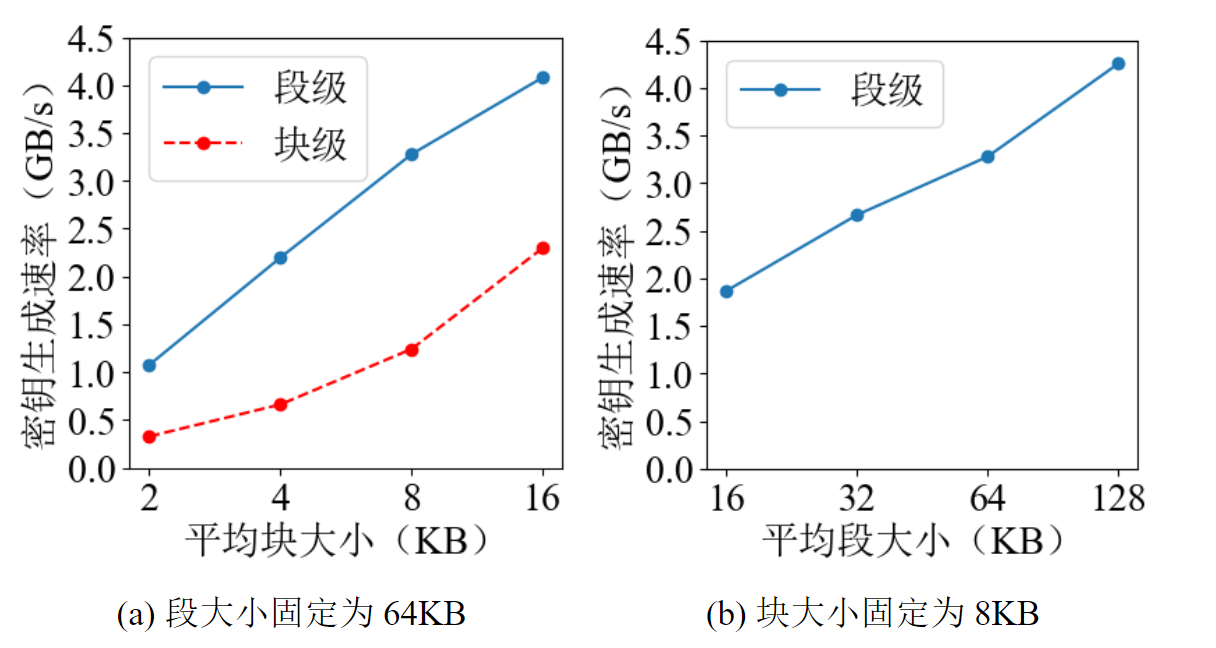 密钥生成速率（GB/s）
4.5
4.0
3.5
3.0
2.5
2.0
1.5
1.0
0.5
0.0
段级
块级
2 4 8 16
平均块大小（KB）
(a) 段大小固定为 64KB
密钥生成速率（GB/s）
4.5
4.0
3.5
3.0
2.5
2.0
1.5
1.0
0.5
0.0
段级
16 32 64 128
平均段大小（KB）
(b) 块大小固定为 8KB